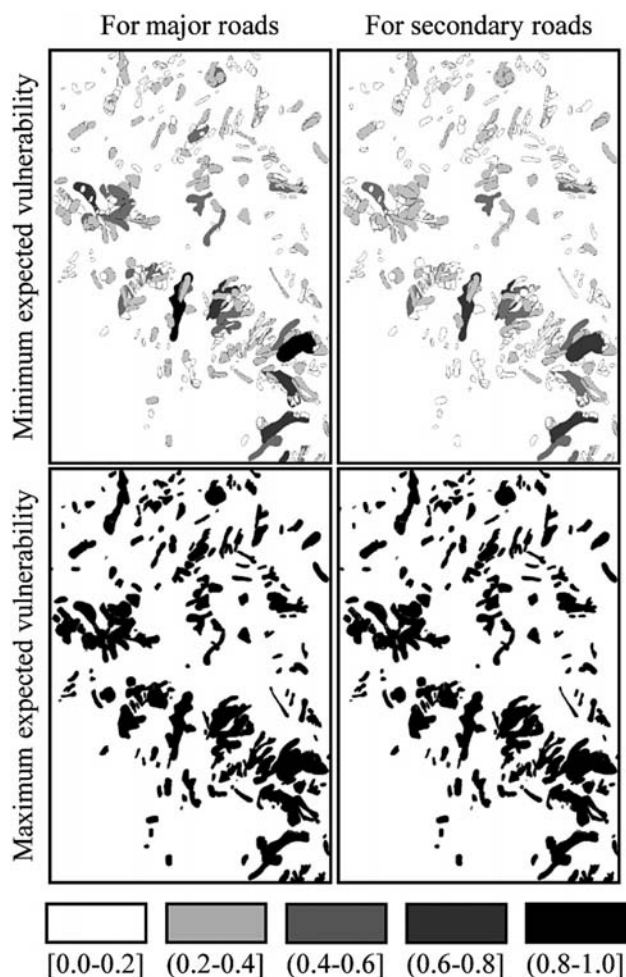 For major roads
For secondary roads
Minimum expected vulnerability
Maximum expected vulnerability
[0.0-0.2]
(0.2-0.4]
(0.4-0.6]
(0.6-0.8]
(0.8-1.0]